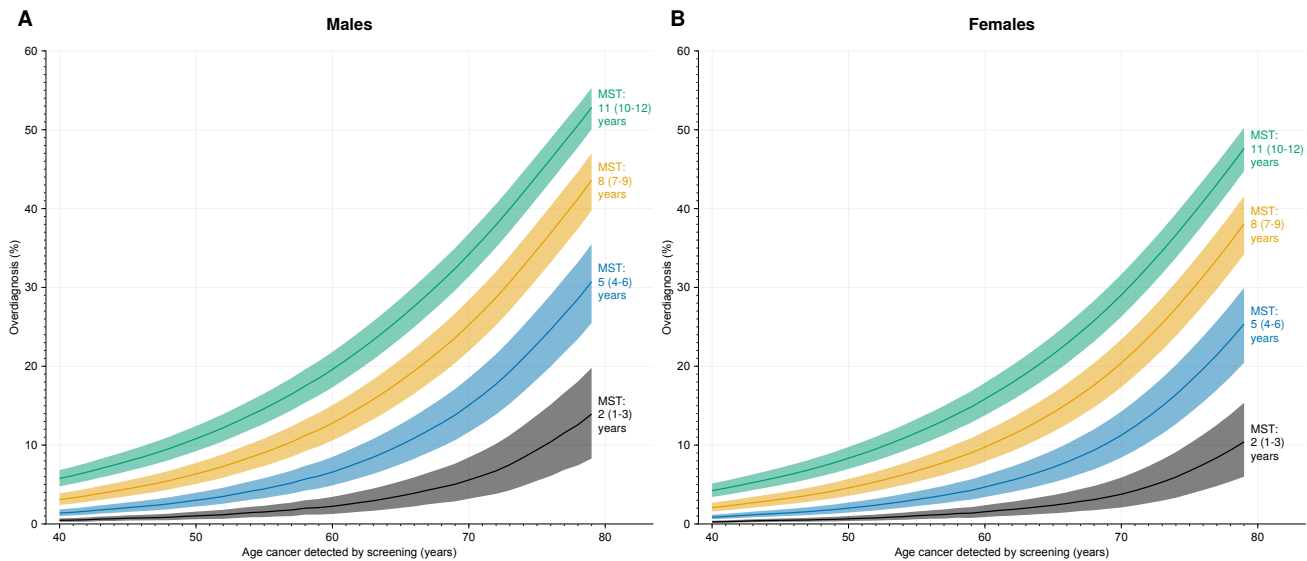 A
Males
60
50
40
30
20
10
0
Overdiagnosis (%)
MST:
11 (10-12)
years
MST:
8 (7-9)
years
MST:
5 (4-6)
years
MST:
2 (1-3)
years
40
50
60
70
80
Age cancer detected by screening (years)
B
Females
60
50
40
30
20
10
0
Overdiagnosis (%)
MST:
11 (10-12)
years
MST:
8 (7-9)
years
MST:
5 (4-6)
years
MST:
2 (1-3)
years
40
50
60
70
80
Age cancer detected by screening (years)